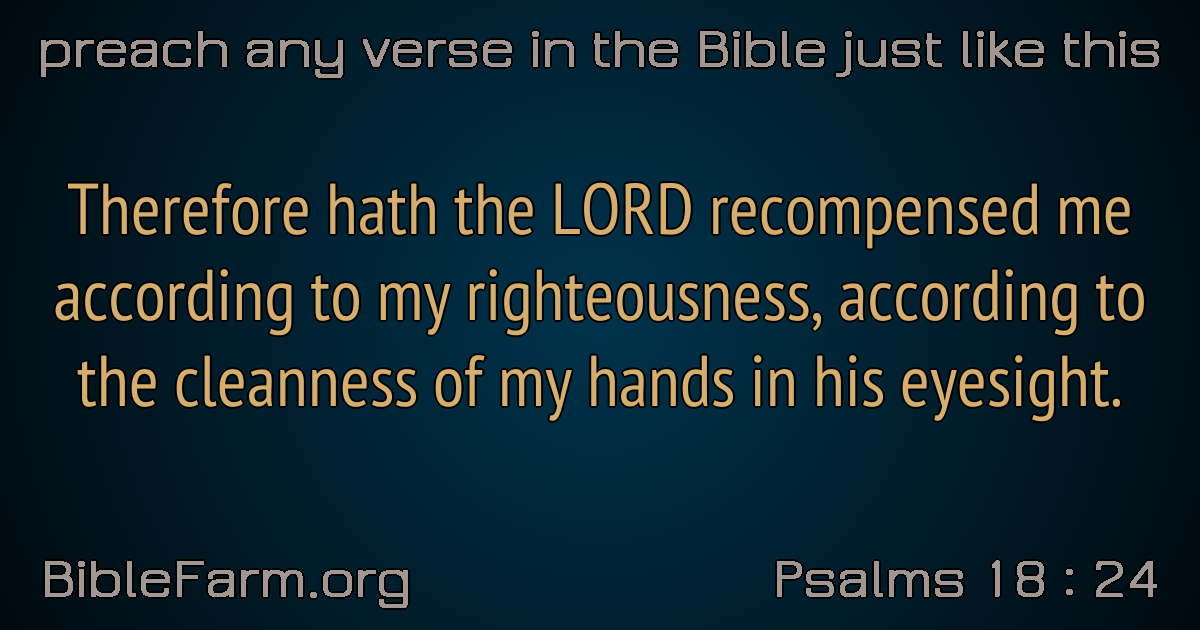 preach any verse in the Bible just like this
Therefore hath the LORD recompensed me
according to my righteousness, according to
the cleanness of my hands in his eyesight.
BibleFarm.org
Psalms 18 : 24